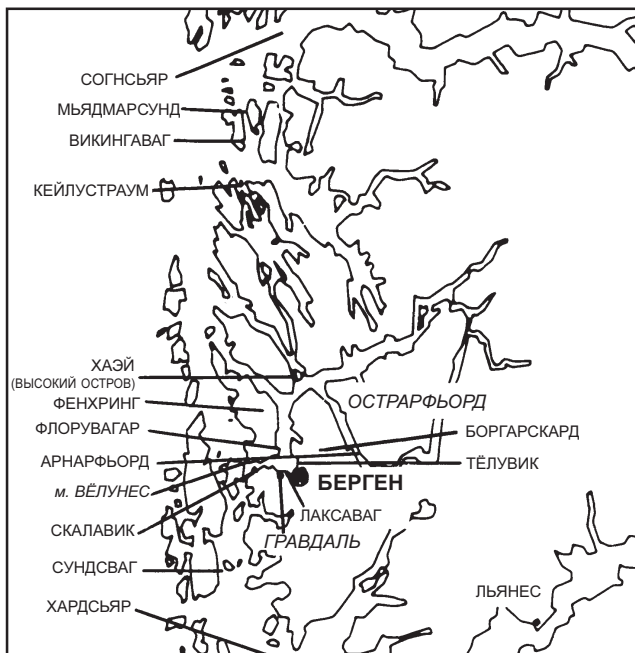 СОГНСЬЯР
МЬЯДМАРСУНД
ВИКИНГАВАГ
КЕЙЛУСТРАУМ
ХАЭЙ
(ВЫСОКИЙ ОСТРОВ)
ФЕНХРИНГ
ОСТРАРФЬОРД
ФЛОРУВАГАР
БОРГАРСКАРД
АРНАРФЬОРД
ТЁЛУВИК
м. ВЁЛУНЕС
БЕРГЕН
СКАЛАВИК
ЛАКСАВАГ
ГРАВДАЛЬ
СУНДСВАГ
ЛЬЯНЕС
ХАРДСЬЯР